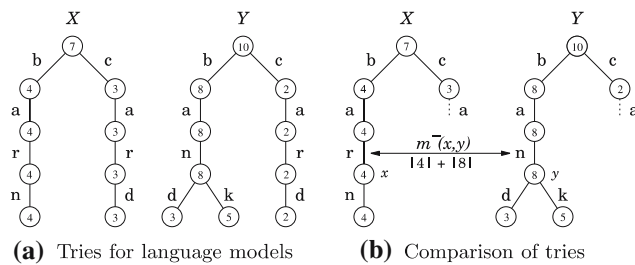 X Y X Y
7 10 7 10
b c b c b c b c
4 3 8 2 4 3 8 2
a a a a a a a a
4 3 8 2 4 8
r r n r r m⁻(x,y) n
4 3 8 2 4 x |4| + |8| 8 y
n d d k d n d k
4 3 3 5 2 4 3 5
(a) Tries for language models (b) Comparison of tries